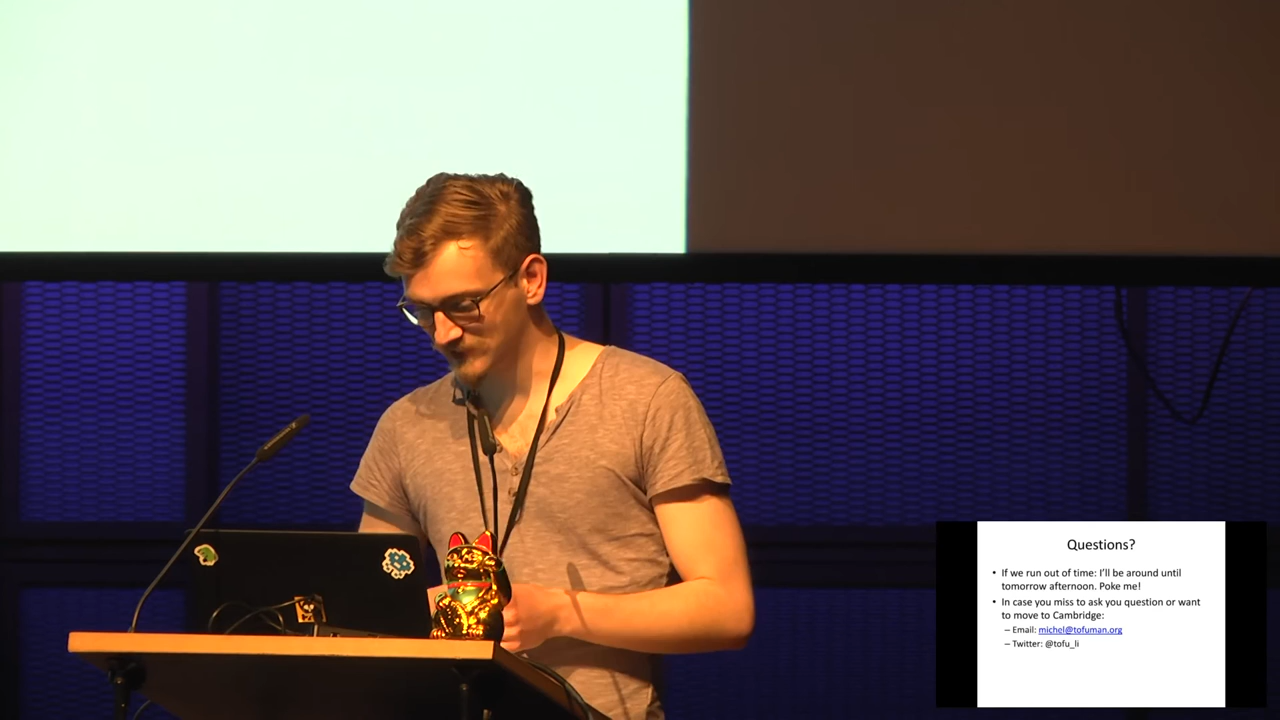 Questions?
• If we run out of time: I'll be around until
tomorrow afternoon. Poke me!
• In case you miss to ask you question or want
to move to Cambridge:
– Email: michel@tofuman.org
– Twitter: @tofu_li